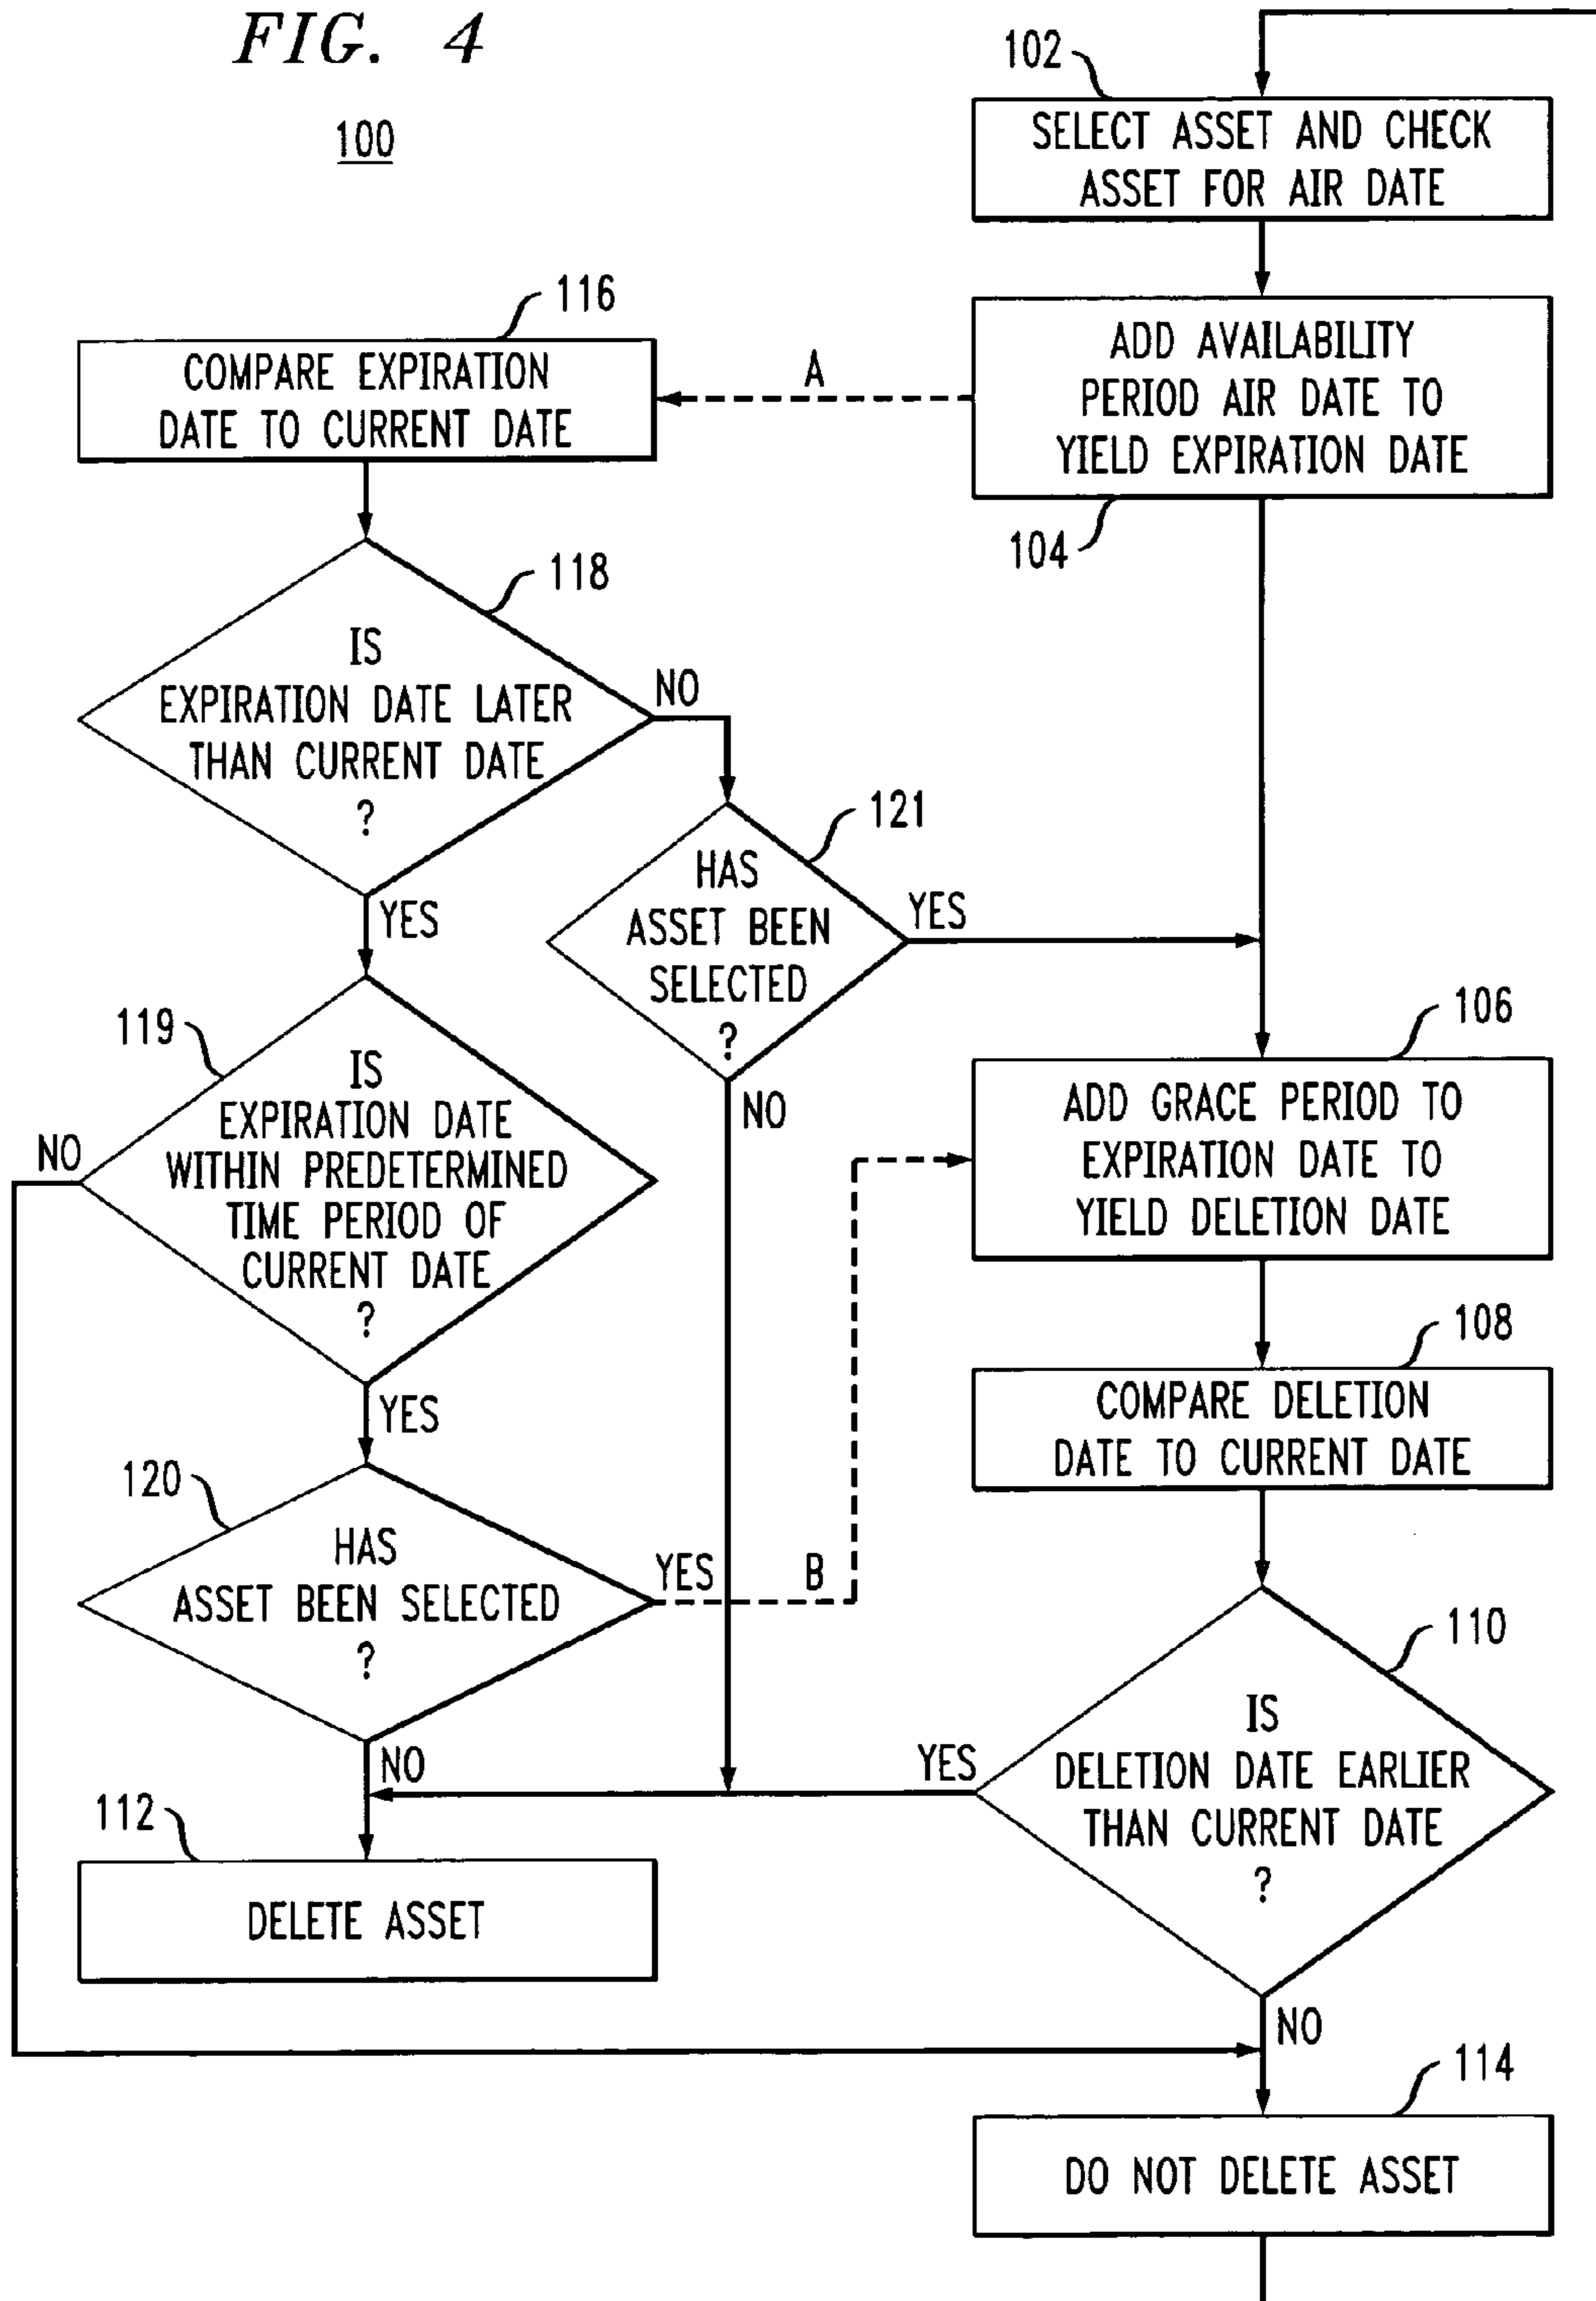 FIG. 4
100
102
SELECT ASSET AND CHECK
ASSET FOR AIR DATE
ADD AVAILABILITY
PERIOD AIR DATE TO
YIELD EXPIRATION DATE
104
A
116
COMPARE EXPIRATION
DATE TO CURRENT DATE
118
IS
EXPIRATION DATE LATER
THAN CURRENT DATE
?
NO
YES
121
HAS
ASSET BEEN
SELECTED
?
YES
NO
119
IS
EXPIRATION DATE
WITHIN PREDETERMINED
TIME PERIOD OF
CURRENT DATE
?
NO
YES
106
ADD GRACE PERIOD TO
EXPIRATION DATE TO
YIELD DELETION DATE
108
COMPARE DELETION
DATE TO CURRENT DATE
120
HAS
ASSET BEEN SELECTED
?
YES
B
NO
110
IS
DELETION DATE EARLIER
THAN CURRENT DATE
?
YES
NO
112
DELETE ASSET
114
DO NOT DELETE ASSET